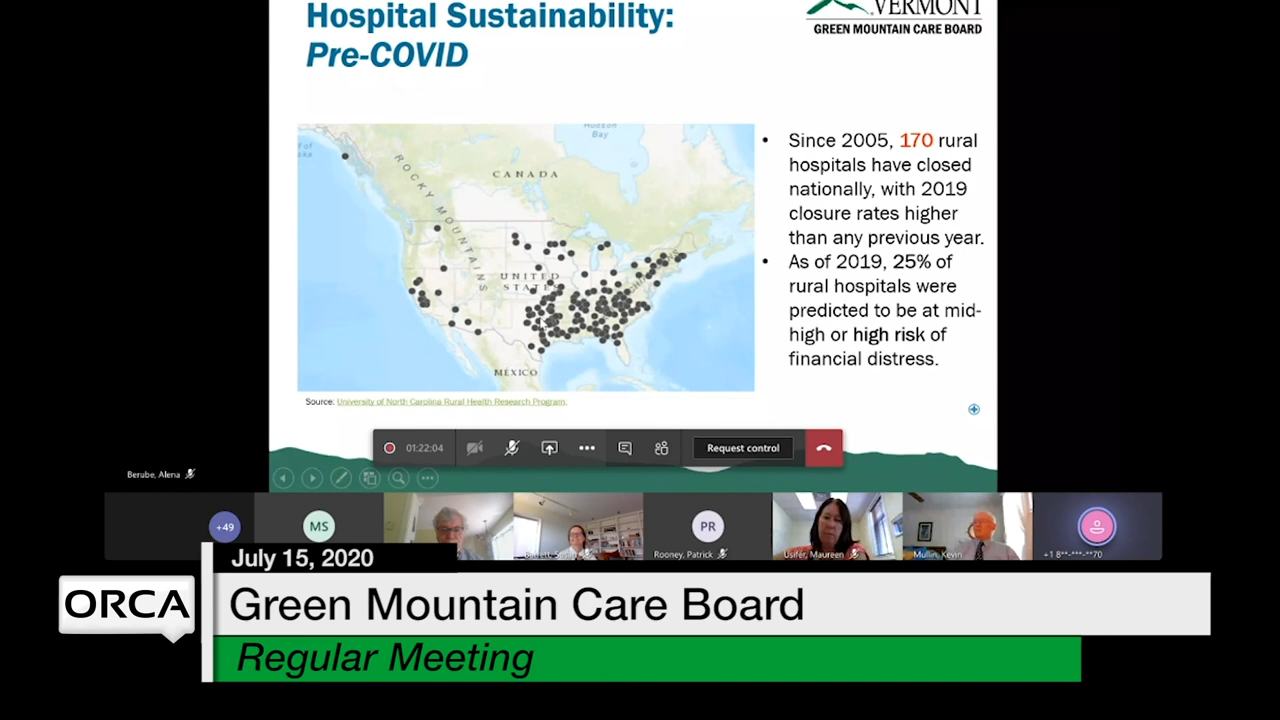 Hospital Sustainability:
Pre-COVID
VERMONT
GREEN MOUNTAIN CARE BOARD
Hudson
Bay
CANADA
ROCKY MOUNTAINS
UNITED
STATES
MÉXICO
• Since 2005, 170 rural
hospitals have closed
nationally, with 2019
closure rates higher
than any previous year.
• As of 2019, 25% of
rural hospitals were
predicted to be at mid-
high or high risk of
financial distress.
Source: University of North Carolina Rural Health Research Program.
01:22:04
Request control
Berube, Alena
+49
MS
PR
Rooney, Patrick
Usifer, Maureen
Mullin, Kevin
+1 8**-***-**70
July 15, 2020
ORCA
Green Mountain Care Board
Regular Meeting